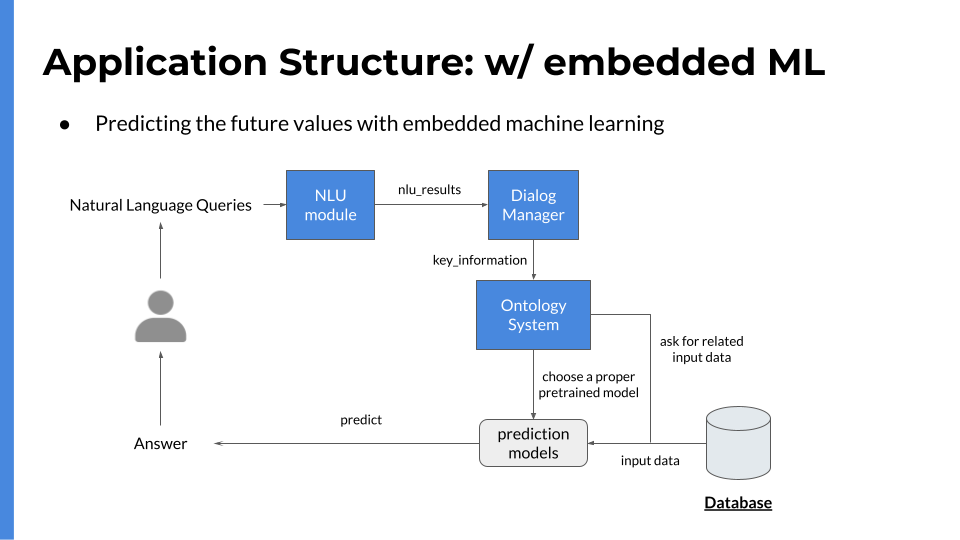 Application Structure: w/ embedded ML
● Predicting the future values with embedded machine learning
Natural Language Queries
NLU
module
nlu_results
Dialog
Manager
key_information
Ontology
System
ask for related
input data
choose a proper
pretrained model
predict
Answer
prediction
models
input data
Database